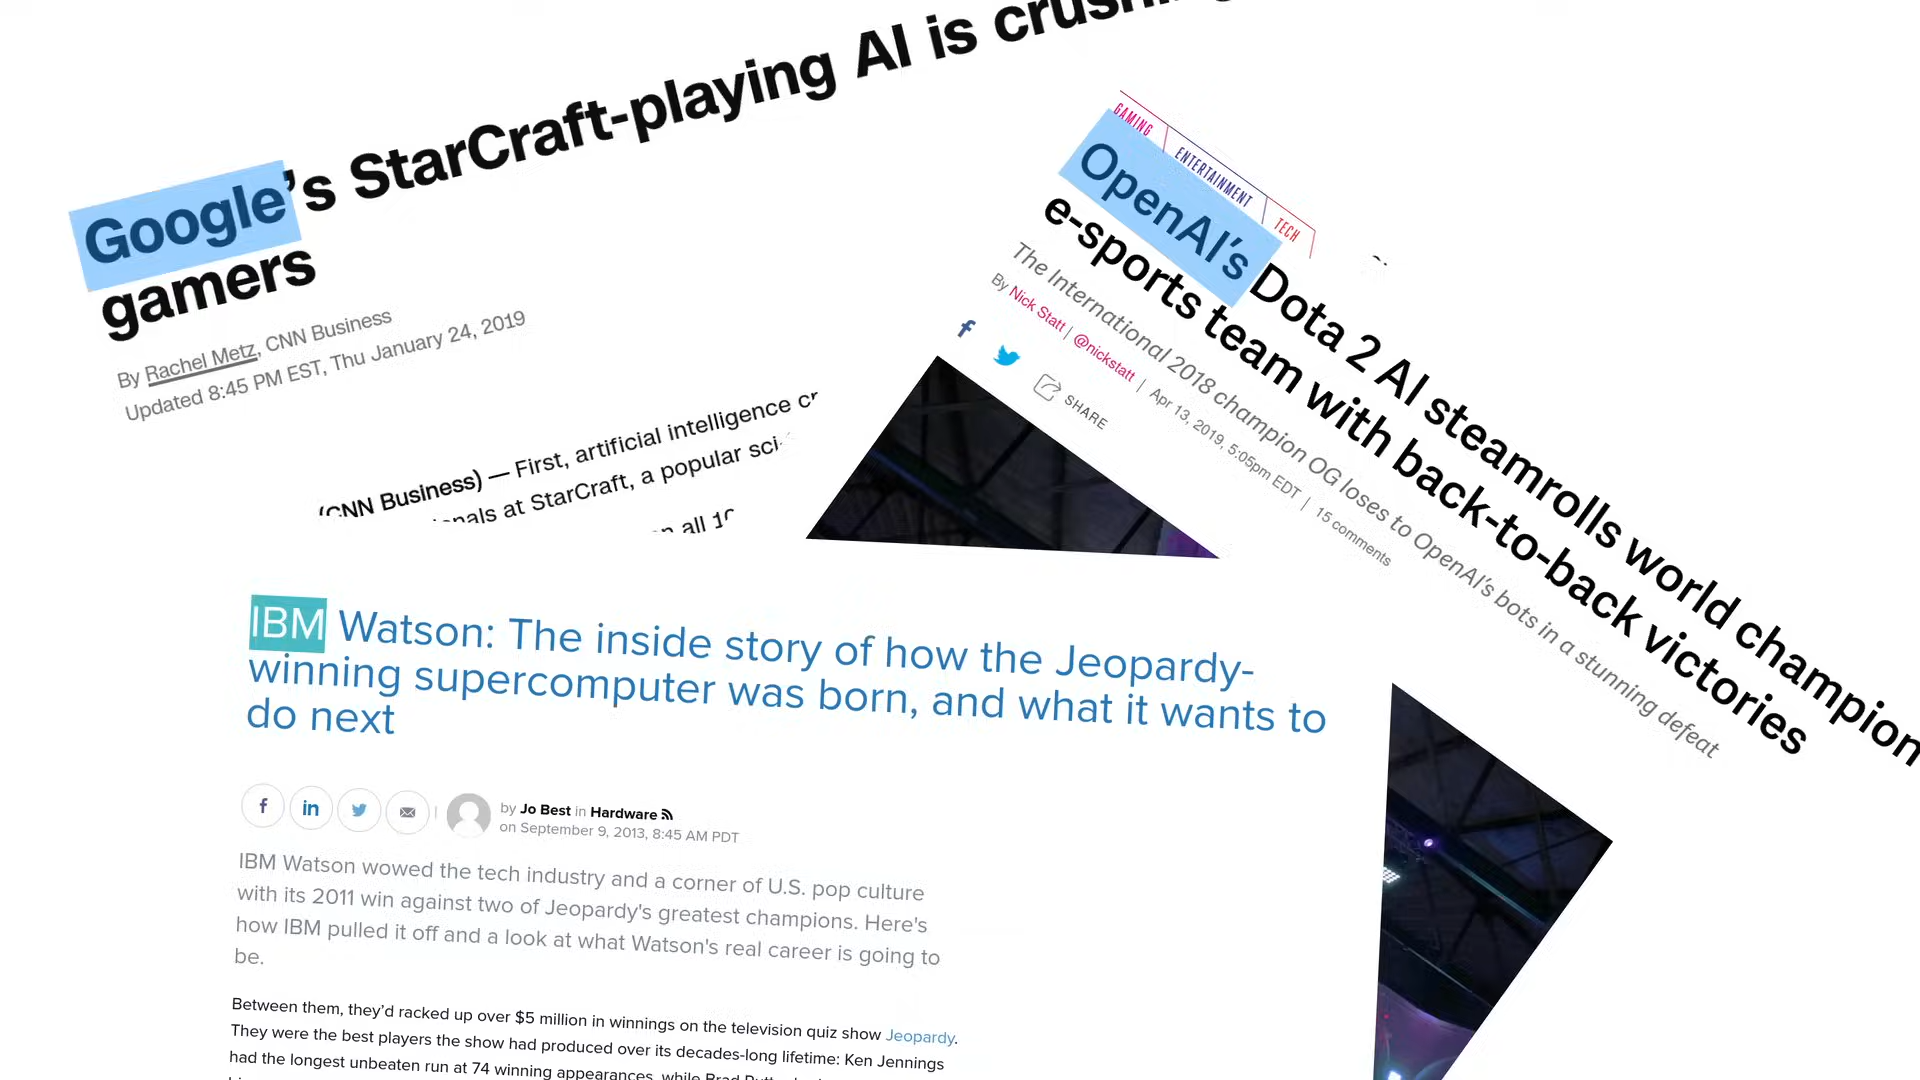 Google’s StarCraft-playing AI is crushing
gamers
By Rachel Metz, CNN Business
Updated 8:45 PM EST, Thu January 24, 2019
(CNN Business) — First, artificial intelligence
at StarCraft, a popular
all
GAMING
ENTERTAINMENT
TECH
OpenAI’s Dota 2 AI steamrolls world champion
e-sports team with back-to-back victories
The International 2018 champion OG loses to OpenAI’s bots in a stunning defeat
By Nick Statt | @nickstatt | Apr 13, 2019, 5:05pm EDT | 15 comments
SHARE
IBM Watson: The inside story of how the Jeopardy-
winning supercomputer was born, and what it wants to
do next
by Jo Best in Hardware
on September 9, 2013, 8:45 AM PDT
IBM Watson wowed the tech industry and a corner of U.S. pop culture
with its 2011 win against two of Jeopardy's greatest champions. Here's
how IBM pulled it off and a look at what Watson's real career is going to
be.
Between them, they’d racked up over $5 million in winnings on the television quiz show Jeopardy.
They were the best players the show had produced over its decades-long lifetime: Ken Jennings
had the longest unbeaten run at 74 winning appearances, while Brad